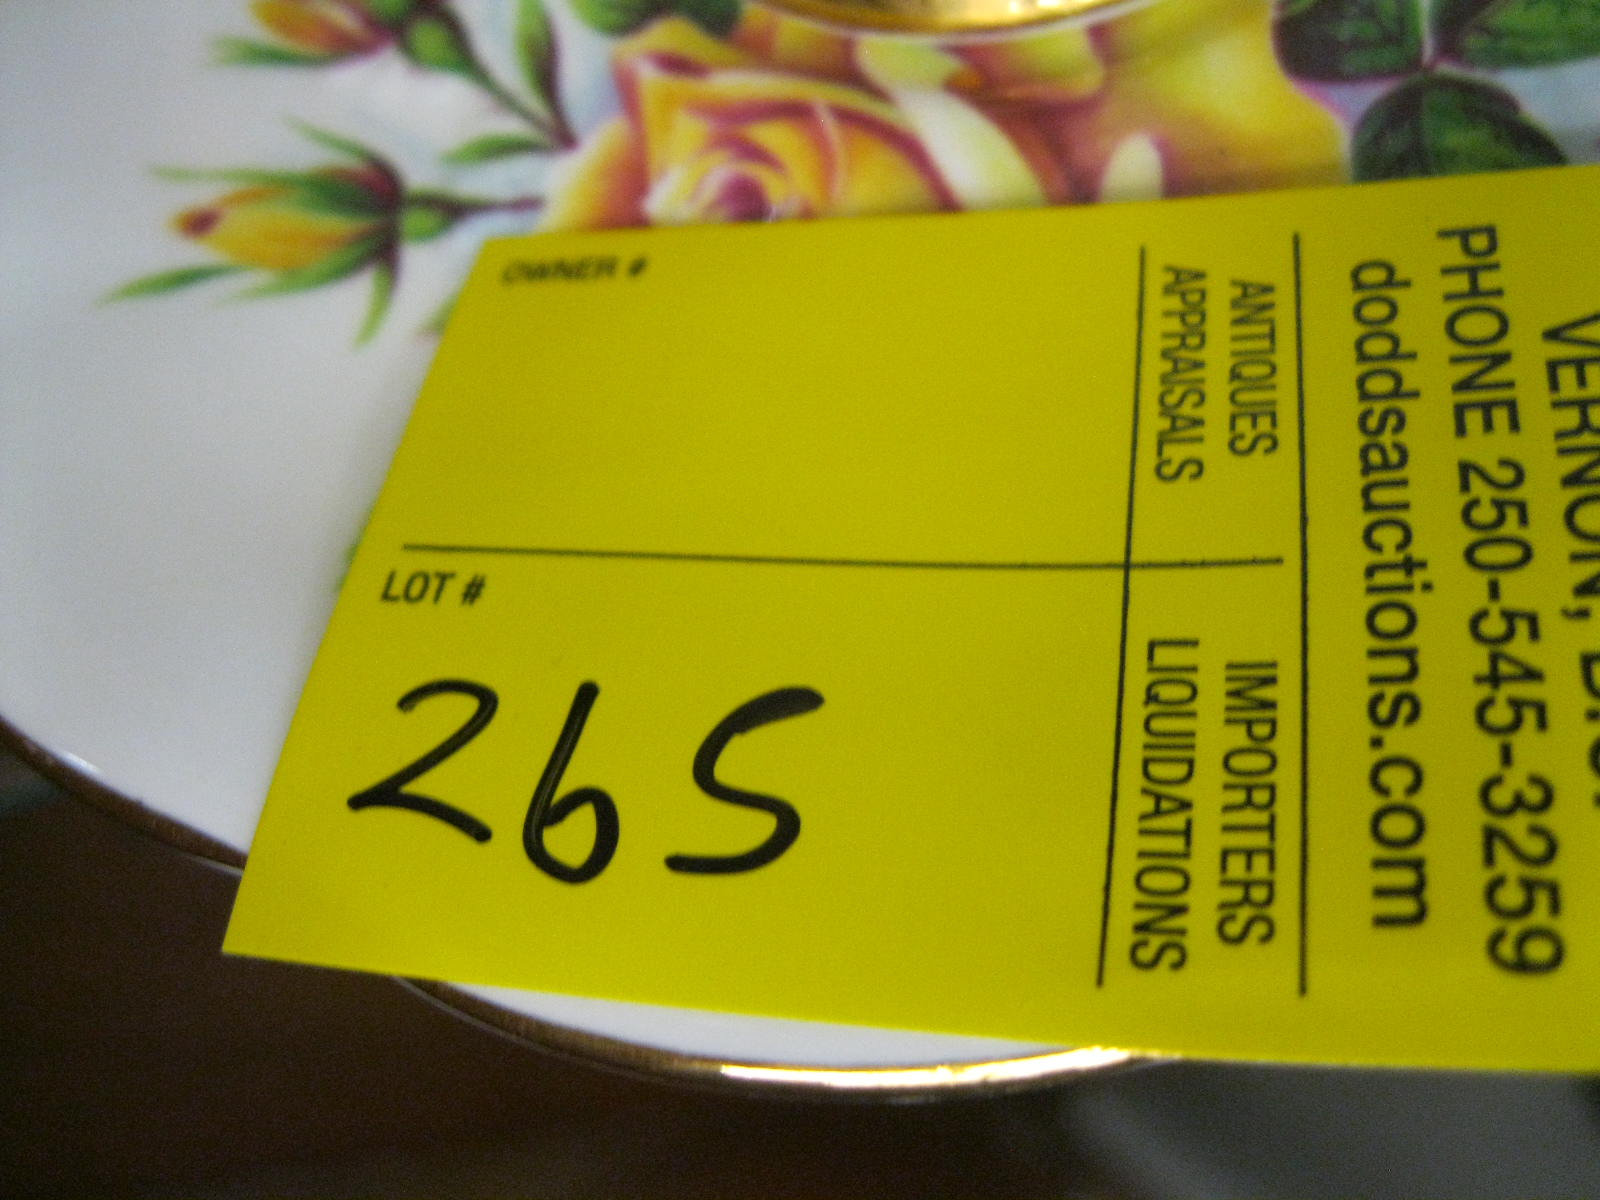 OWNER #
LOT #
265
ANTIQUES
APPRAISALS
IMPORTERS
LIQUIDATIONS
VERNON,
PHONE 250-545-3259
doddsauctions.com